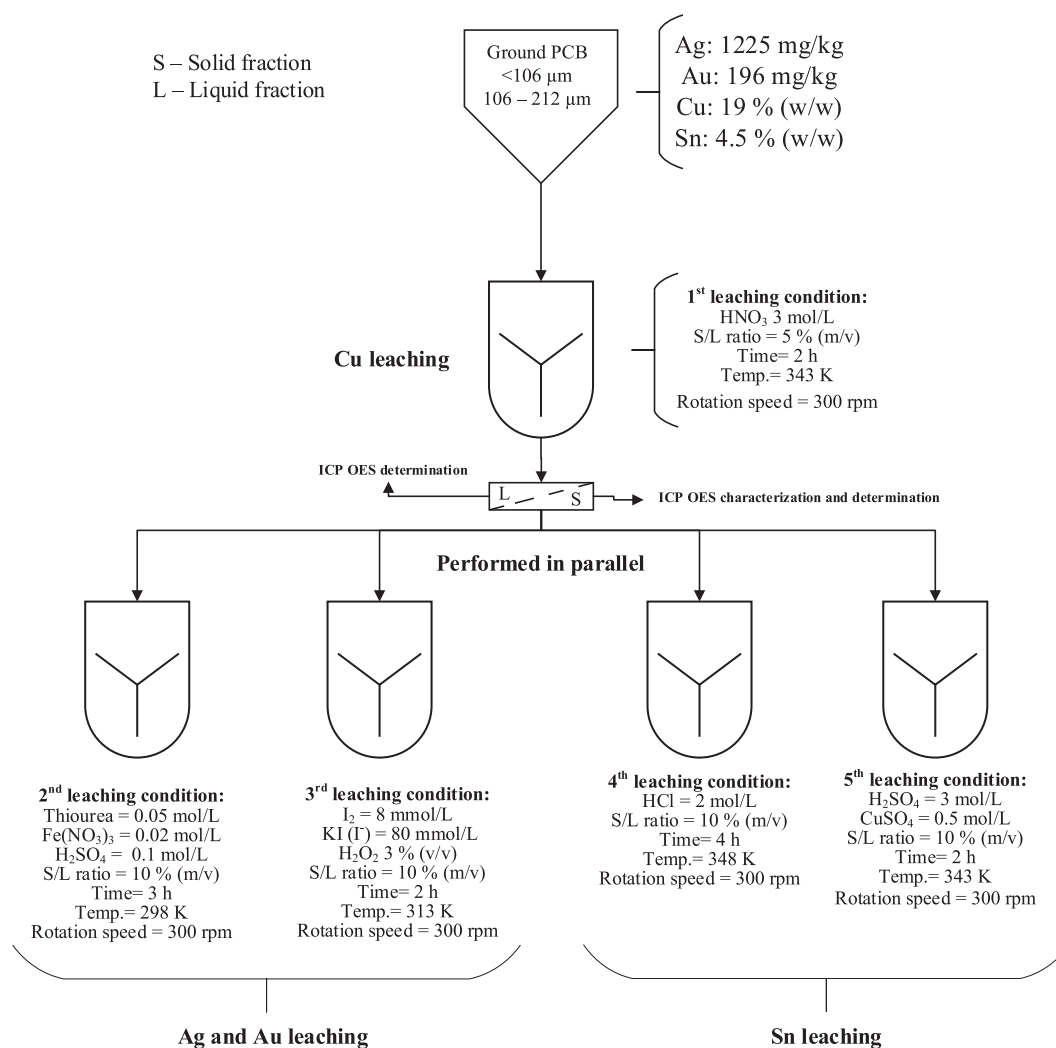 S – Solid fraction
L – Liquid fraction
Ground PCB
<106 µm
106 – 212 µm
Ag: 1225 mg/kg
Au: 196 mg/kg
Cu: 19 % (w/w)
Sn: 4.5 % (w/w)
Cu leaching
1st leaching condition:
HNO₃ 3 mol/L
S/L ratio = 5 % (m/v)
Time= 2 h
Temp.= 343 K
Rotation speed = 300 rpm
ICP OES determination
L
S
ICP OES characterization and determination
Performed in parallel
2nd leaching condition:
Thiourea = 0.05 mol/L
Fe(NO₃)₃ = 0.02 mol/L
H₂SO₄ = 0.1 mol/L
S/L ratio = 10 % (m/v)
Time= 3 h
Temp.= 298 K
Rotation speed = 300 rpm
3rd leaching condition:
I₂ = 8 mmol/L
KI (I⁻) = 80 mmol/L
H₂O₂ 3 % (v/v)
S/L ratio = 10 % (m/v)
Time= 2 h
Temp.= 313 K
Rotation speed = 300 rpm
4th leaching condition:
HCl = 2 mol/L
S/L ratio = 10 % (m/v)
Time= 4 h
Temp.= 348 K
Rotation speed = 300 rpm
5th leaching condition:
H₂SO₄ = 3 mol/L
CuSO₄ = 0.5 mol/L
S/L ratio = 10 % (m/v)
Time= 2 h
Temp.= 343 K
Rotation speed = 300 rpm
Ag and Au leaching
Sn leaching